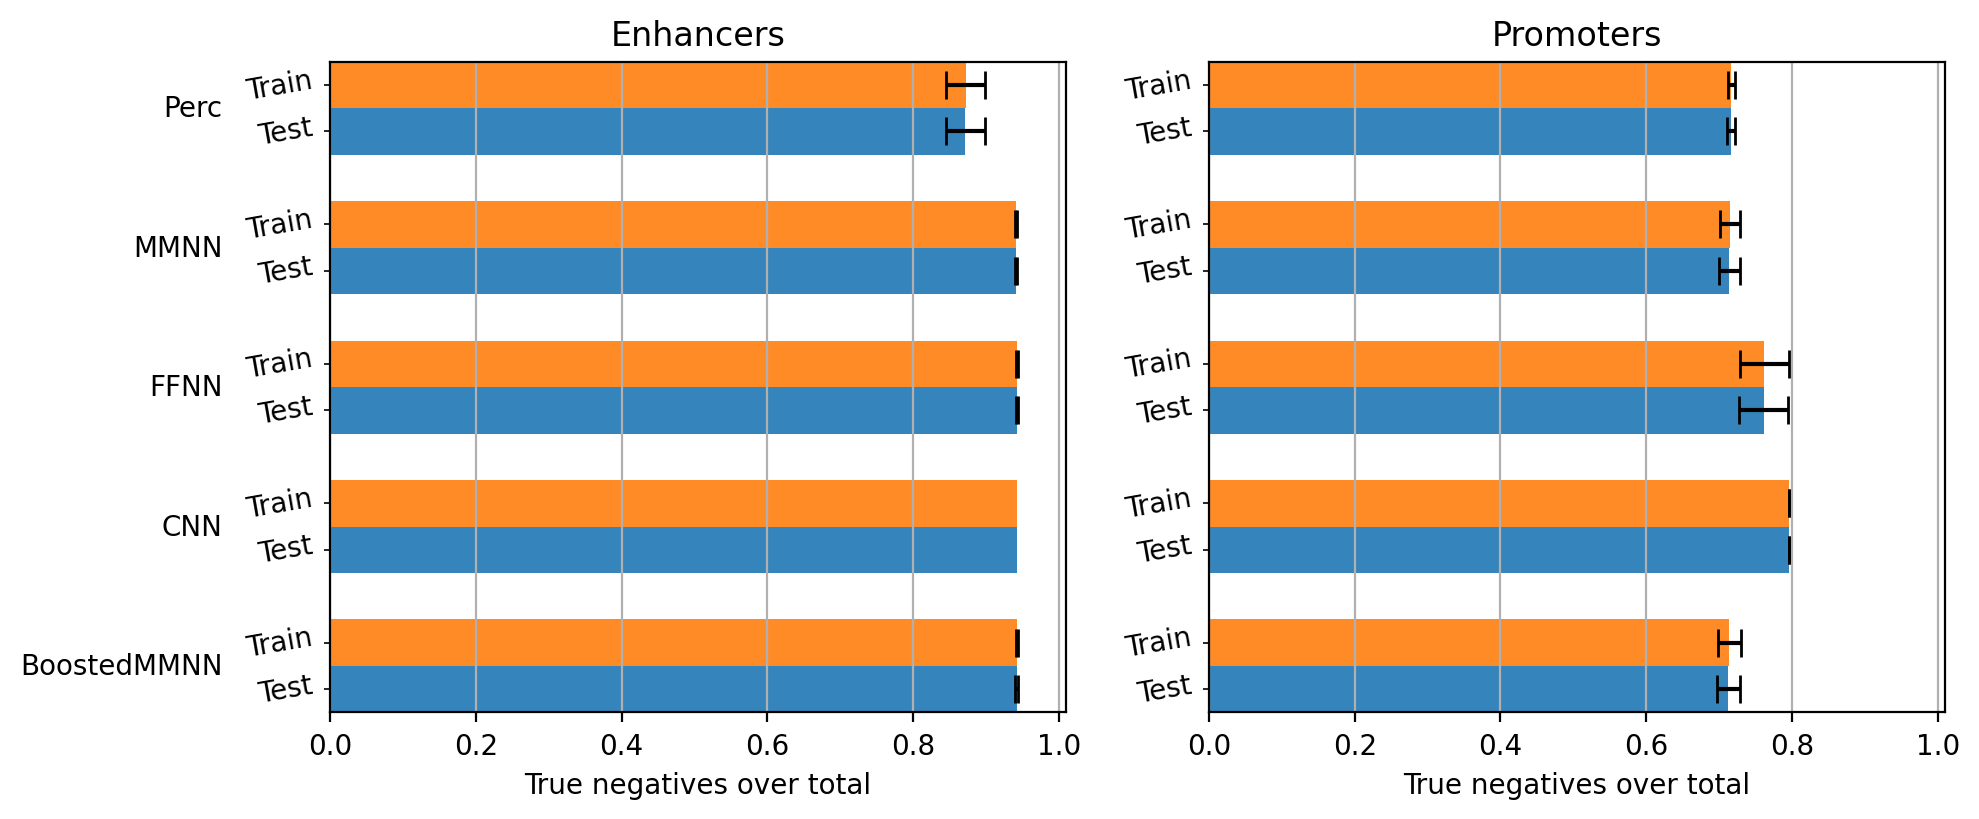 Enhancers
Perc
Train
Test
MMNN
Train
Test
FFNN
Train
Test
CNN
Train
Test
BoostedMMNN
Train
Test
0.0 0.2 0.4 0.6 0.8 1.0
True negatives over total
Promoters
Train
Test
Train
Test
Train
Test
Train
Test
Train
Test
0.0 0.2 0.4 0.6 0.8 1.0
True negatives over total